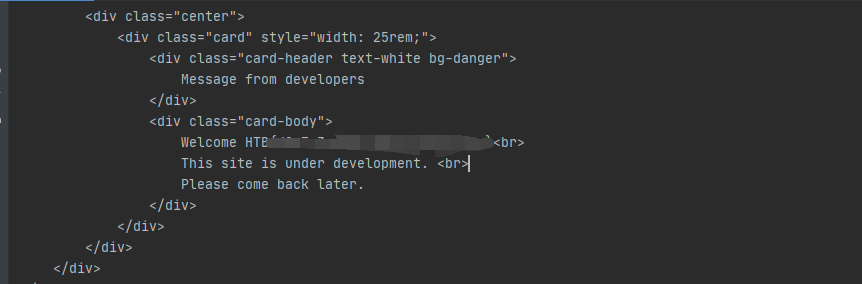 <div class="center">
<div class="card" style="width: 25rem;">
<div class="card-header text-white bg-danger">
Message from developers
</div>
<div class="card-body">
Welcome HTB <br>
This site is under development. <br>
Please come back later.
</div>
</div>
</div>
</div>